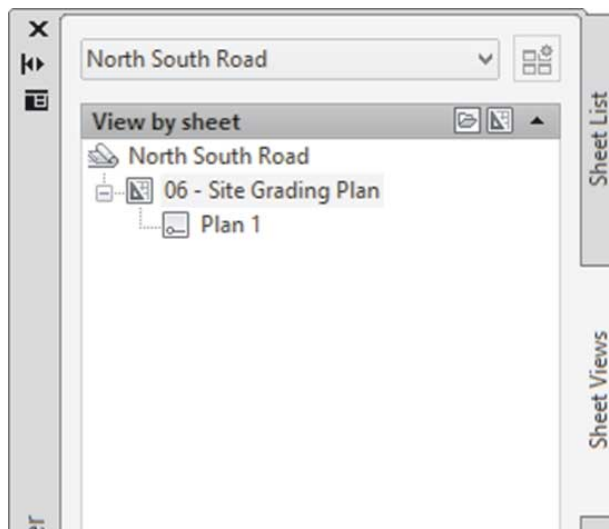 North South Road
View by sheet
North South Road
06 - Site Grading Plan
Plan 1
Sheet List
Sheet Views
er